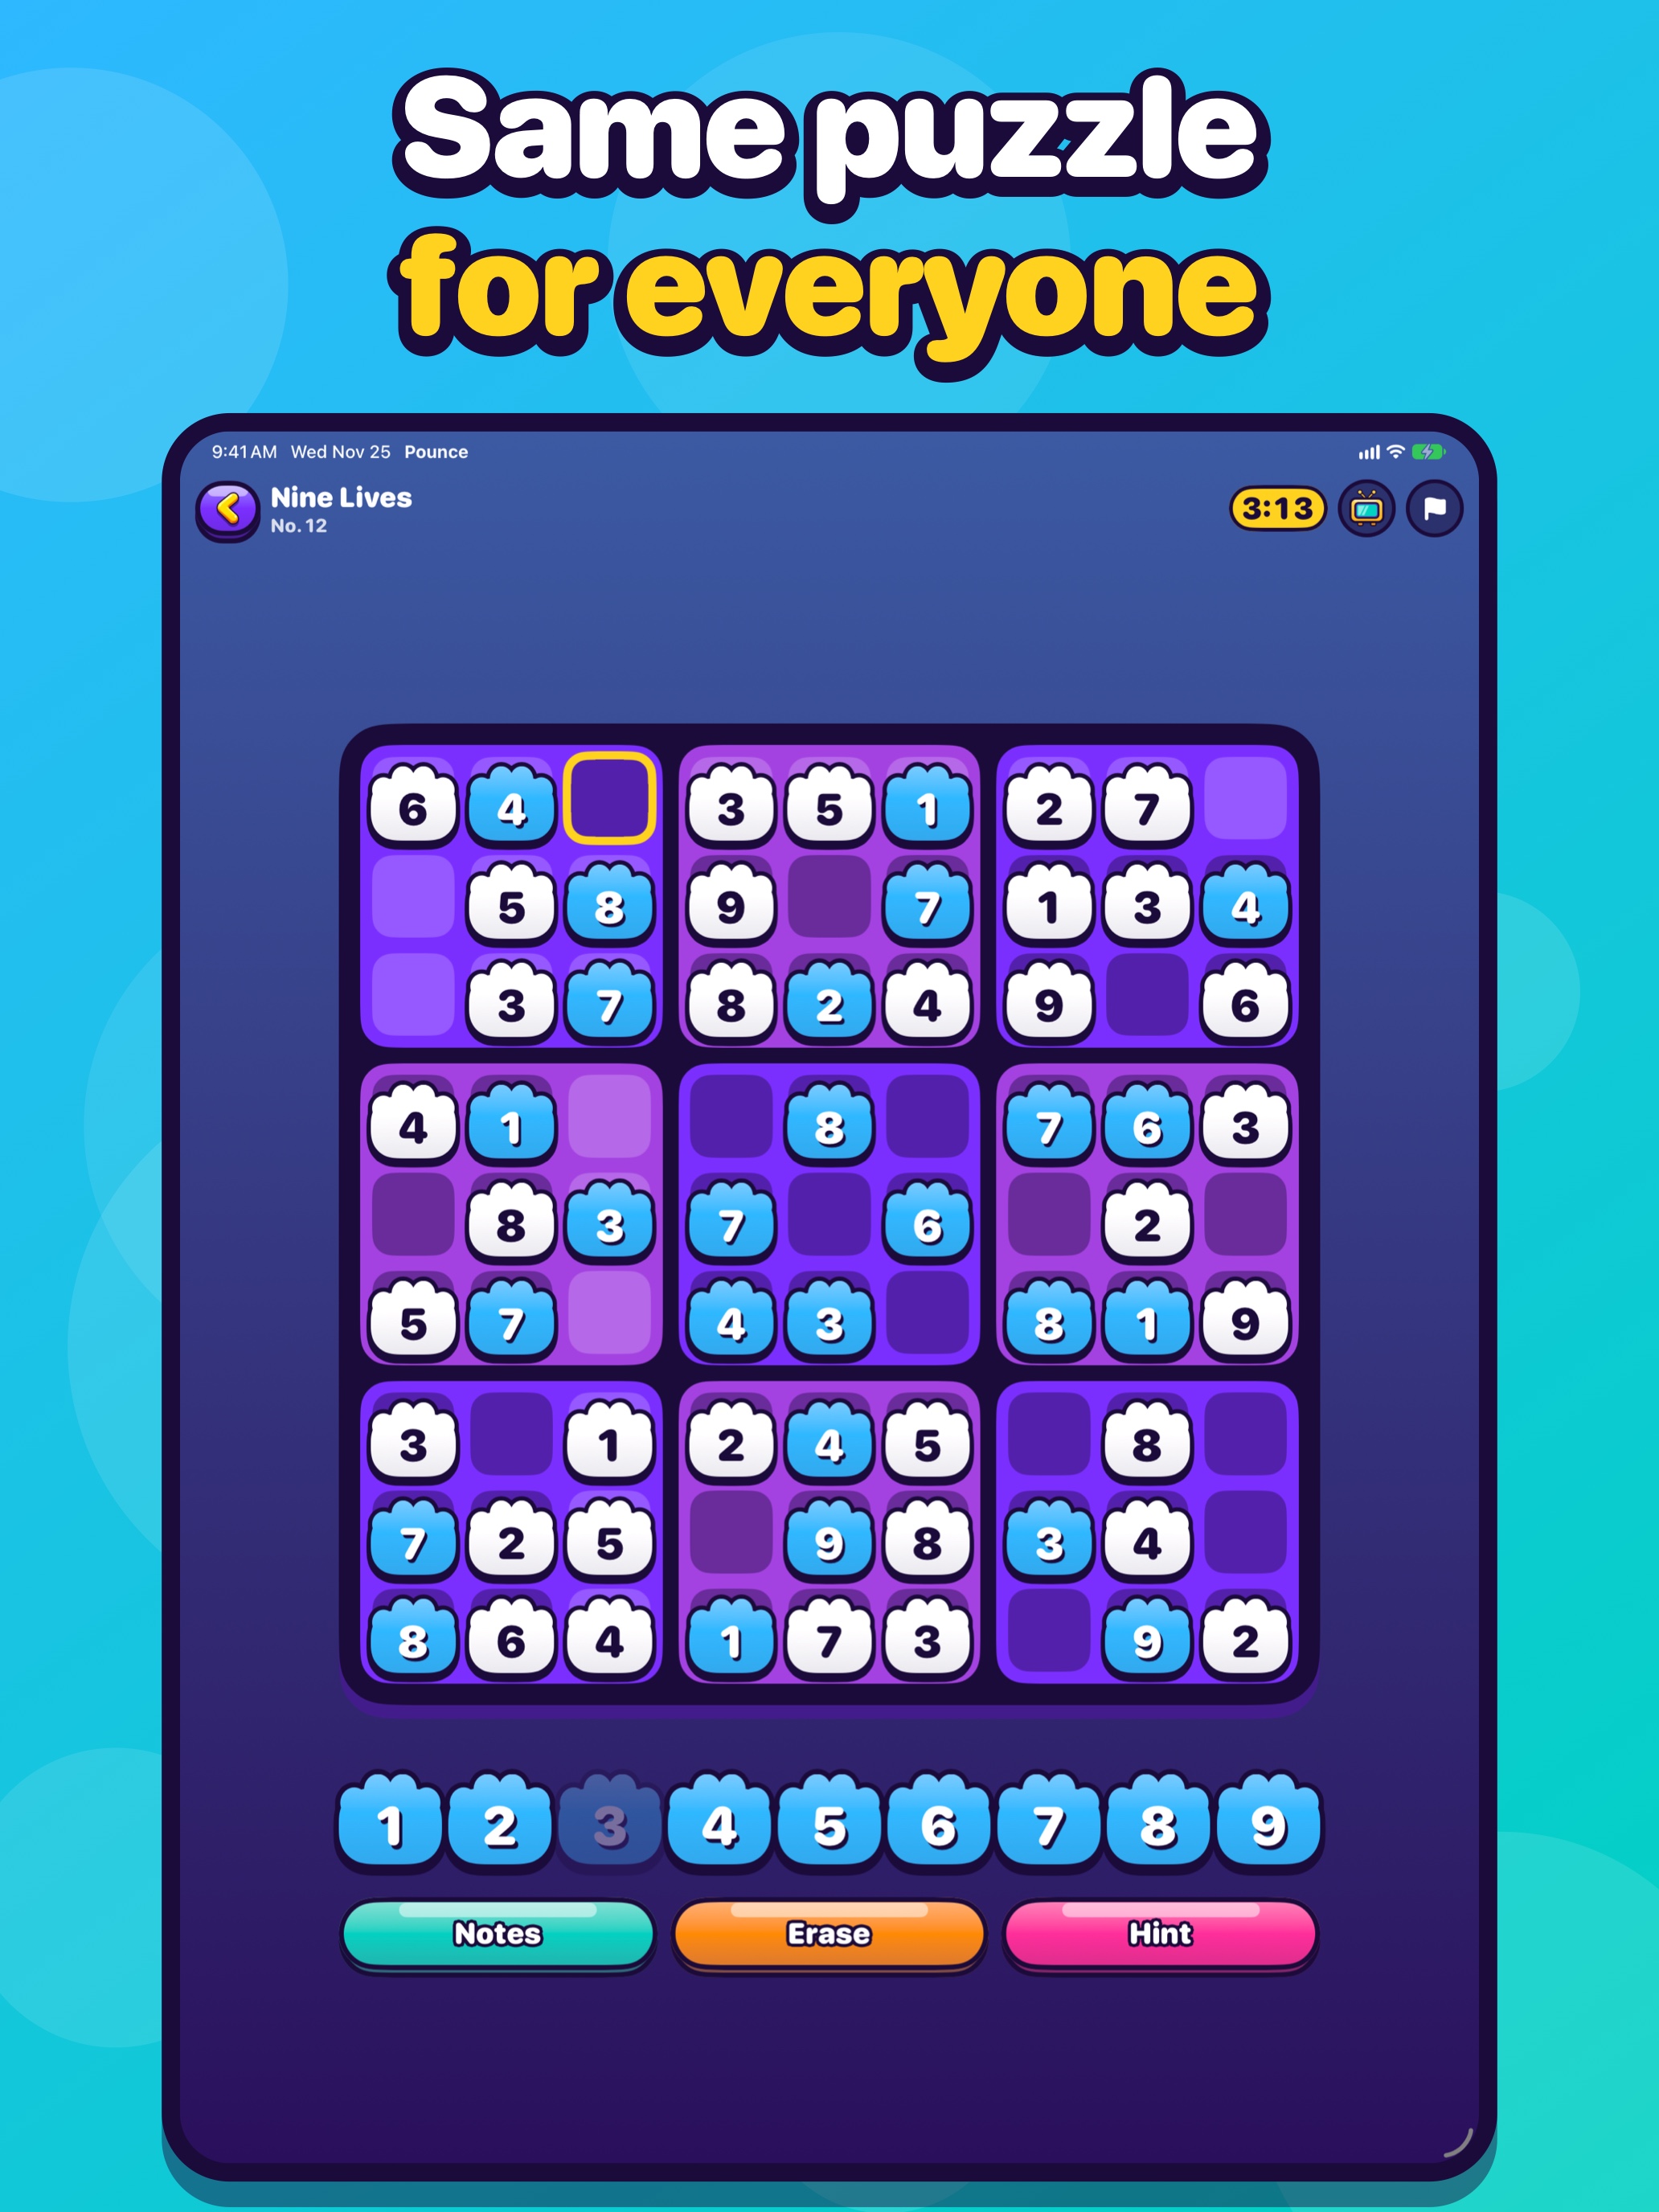 Same puzzle
for everyone
9:41 AM Wed Nov 25 Pounce
Nine Lives
No. 12
3:13
6 4 3 5 1 2 7
5 8 9 7 1 3 4
3 7 8 2 4 9 6
4 1 8 7 6 3
8 3 7 6 2
5 7 4 3 8 1 9
3 1 2 4 5 8
7 2 5 9 8 3 4
8 6 4 1 7 3 9 2
1 2 3 4 5 6 7 8 9
Notes Erase Hint